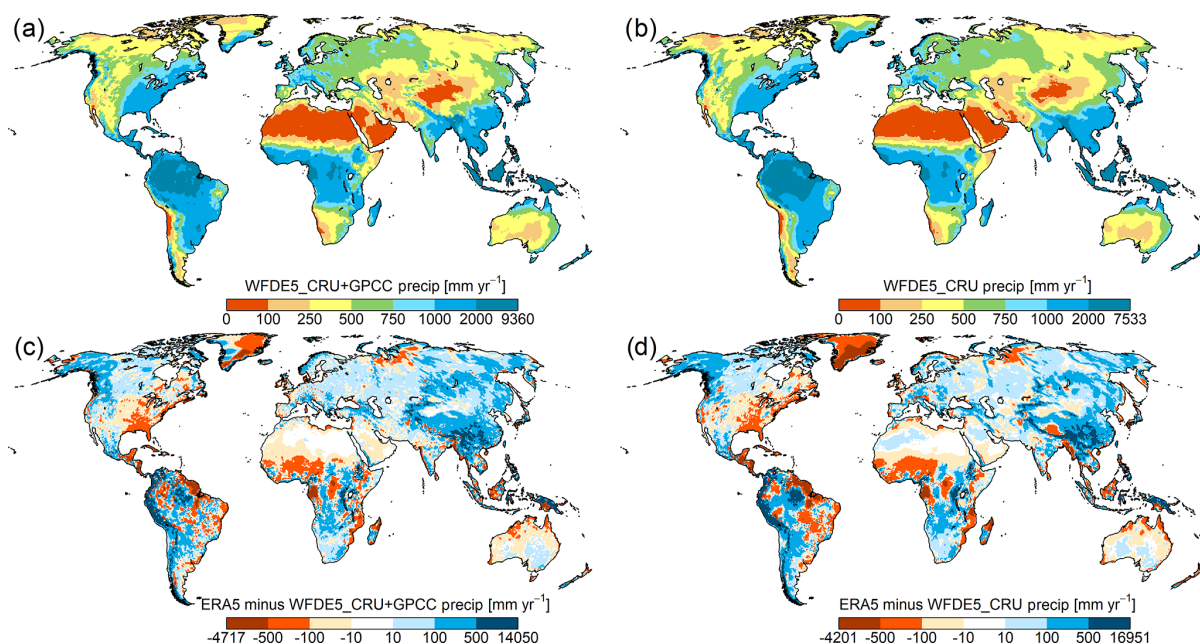 (a)
(b)
WFDE5_CRU+GPCC precip [mm yr⁻¹]
0 100 250 500 750 1000 2000 9360
WFDE5_CRU precip [mm yr⁻¹]
0 100 250 500 750 1000 2000 7533
(c)
(d)
ERA5 minus WFDE5_CRU+GPCC precip [mm yr⁻¹]
-4717 -500 -100 -10 10 100 500 14050
ERA5 minus WFDE5_CRU precip [mm yr⁻¹]
-4201 -500 -100 -10 10 100 500 16951